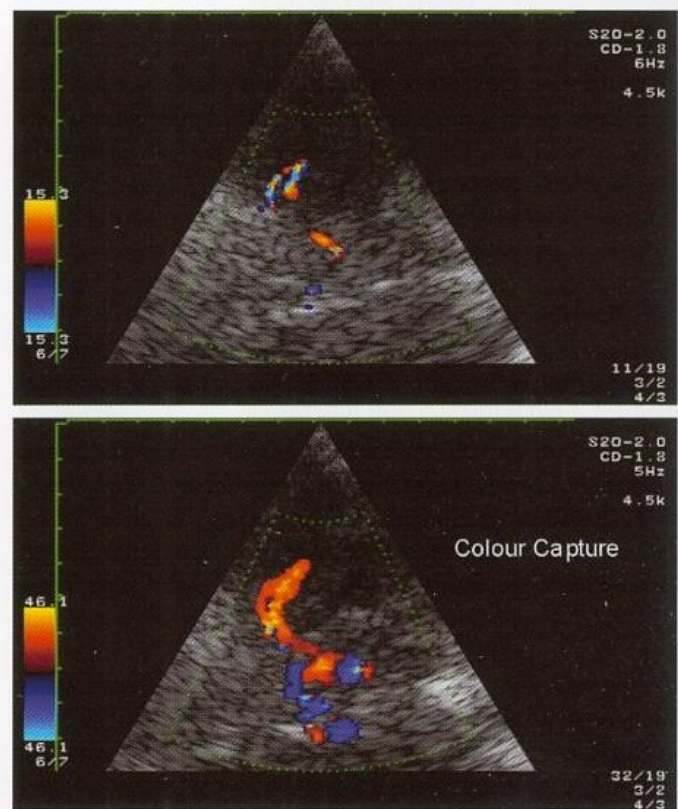 S20-2.0
CD-1.8
6Hz
4.5k
15.3
15.3
6/7
11/19
3/2
4/3
S20-2.0
CD-1.8
5Hz
4.5k
Colour Capture
46.1
46.1
6/7
32/19
3/2
4/3